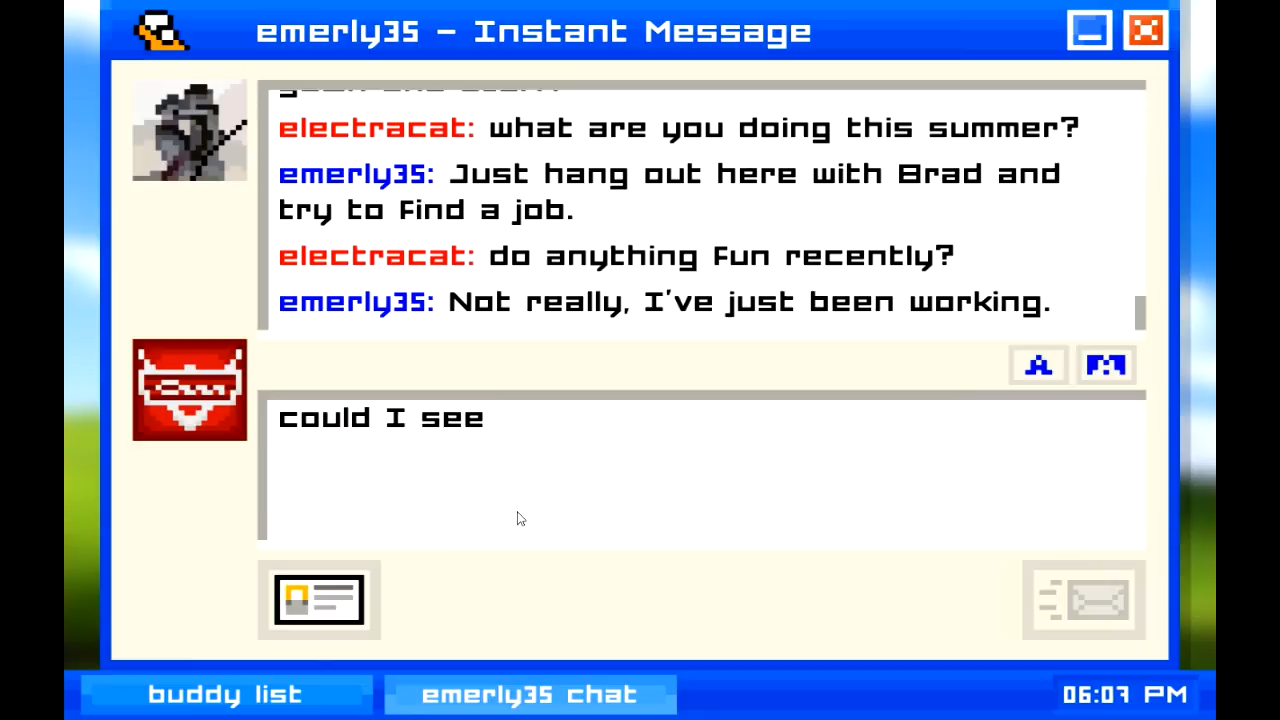 emerly35 - Instant Message
electracat: what are you doing this summer?
emerly35: Just hang out here with Brad and
try to find a job.
electracat: do anything fun recently?
emerly35: Not really, I've just been working.
A
could I see
buddy list
emerly35 chat
06:07 PM